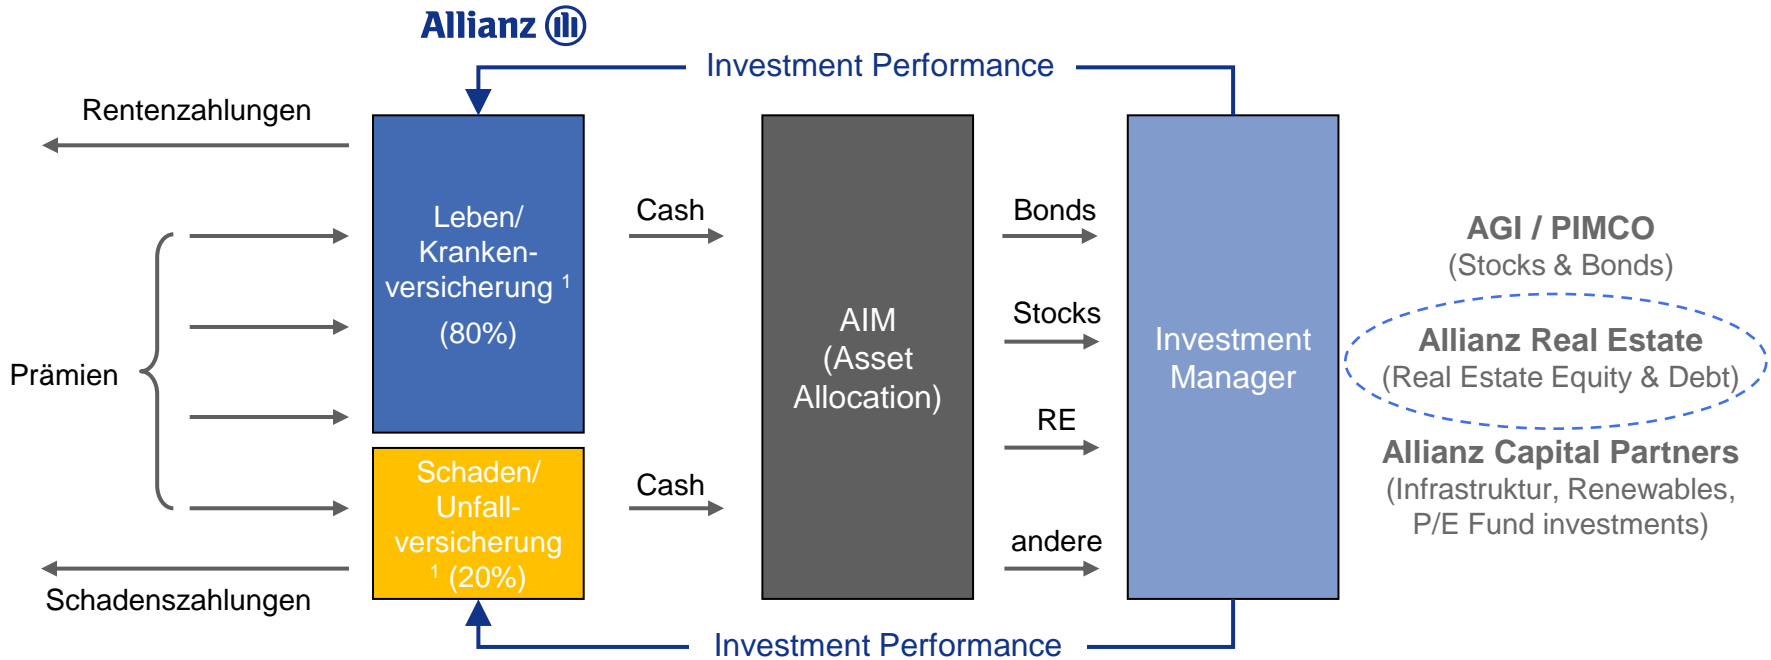 Allianz
Investment Performance
Rentenzahlungen
Prämien
Schadenszahlungen
Leben/
Kranken-
versicherung 1
(80%)
Schaden/
Unfall-
versicherung
1 (20%)
Cash
Cash
AIM
(Asset
Allocation)
Bonds
Stocks
RE
andere
Investment
Manager
AGI / PIMCO
(Stocks & Bonds)
Allianz Real Estate
(Real Estate Equity & Debt)
Allianz Capital Partners
(Infrastruktur, Renewables,
P/E Fund investments)
Investment Performance